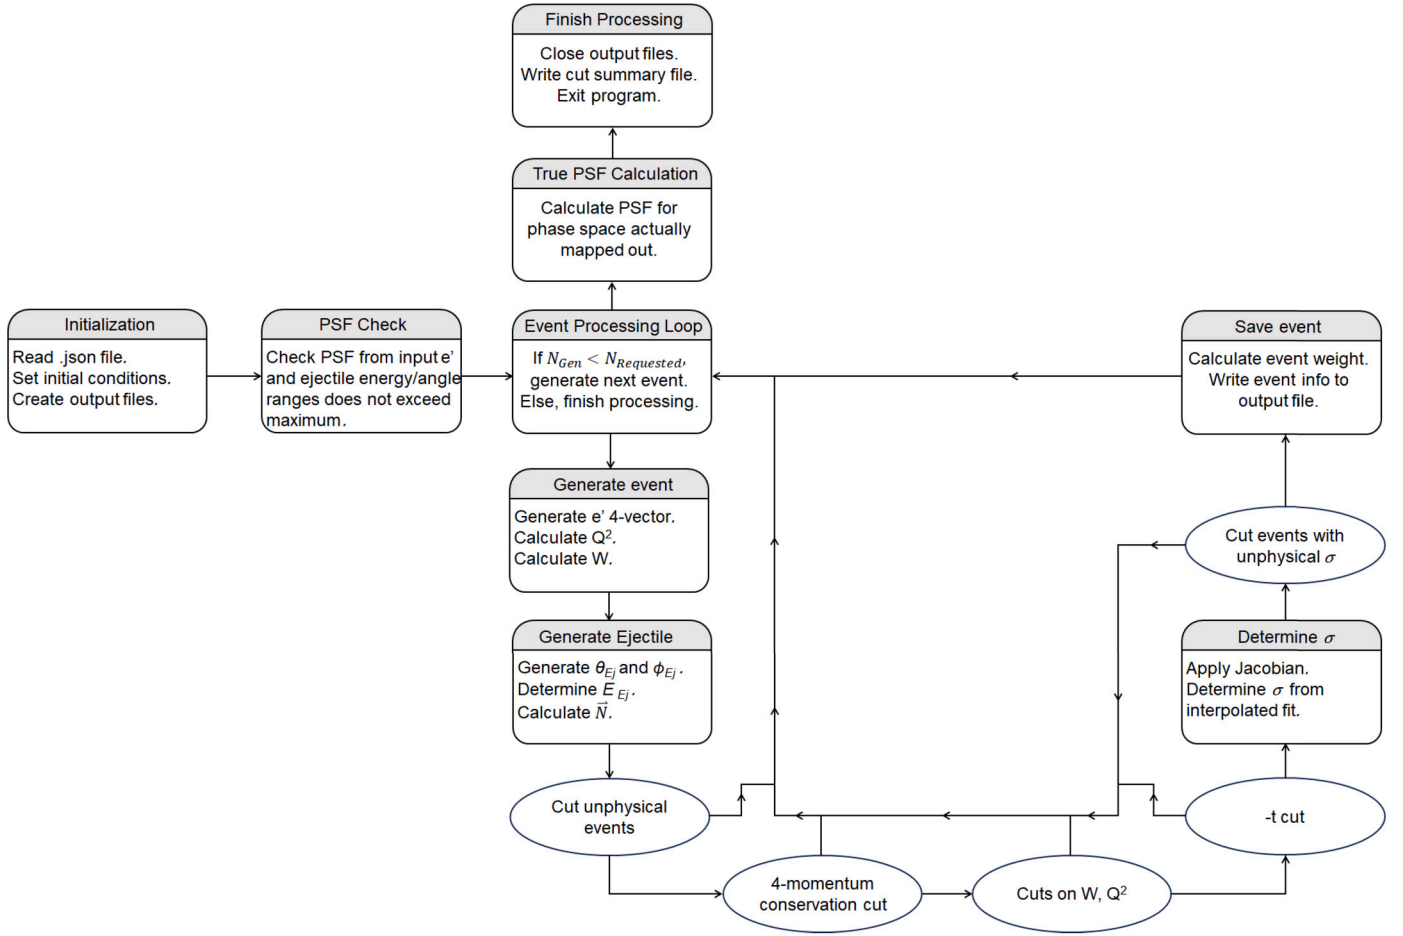 Finish Processing
Close output files.
Write cut summary file.
Exit program.
True PSF Calculation
Calculate PSF for
phase space actually
mapped out.
Initialization
Read .json file.
Set initial conditions.
Create output files.
PSF Check
Check PSF from input e'
and ejectile energy/angle
ranges does not exceed
maximum.
Event Processing Loop
If N_Gen < N_Requested,
generate next event.
Else, finish processing.
Save event
Calculate event weight.
Write event info to
output file.
Generate event
Generate e' 4-vector.
Calculate Q².
Calculate W.
Cut events with
unphysical σ
Generate Ejectile
Generate θ_Ej and ϕ_Ej.
Determine E_Ej.
Calculate N⃗.
Determine σ
Apply Jacobian.
Determine σ from
interpolated fit.
Cut unphysical
events
-t cut
4-momentum
conservation cut
Cuts on W, Q²